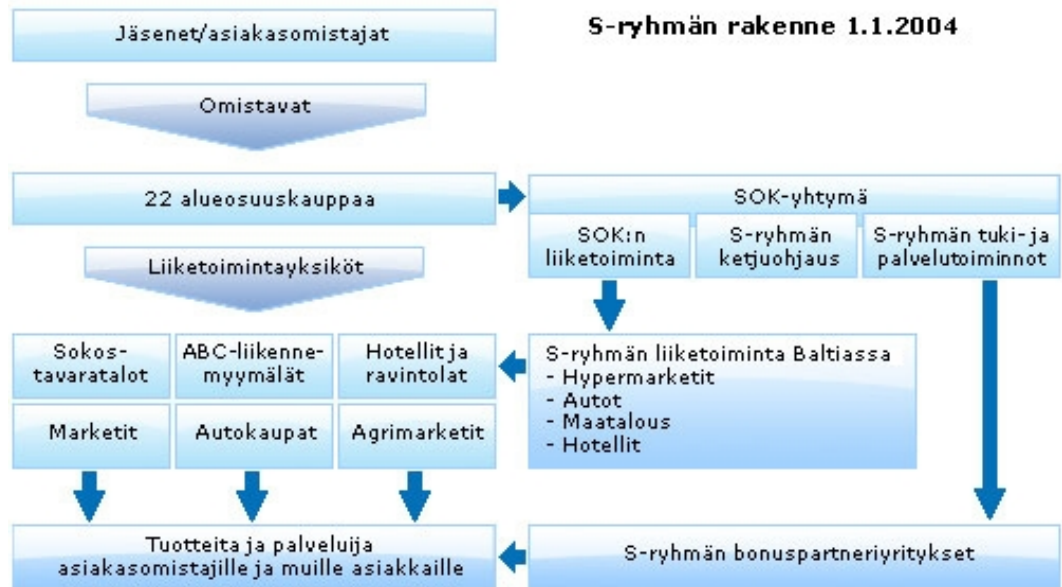 S-ryhmän rakenne 1.1.2004
Jäsenet/asiakasomistajat
Omistavat
22 alueosuuskauppaa
Liiketoimintayksiköt
SOK-yhtymä
SOK:n
liiketoiminta
S-ryhmän
ketjuohjaus
S-ryhmän tuki- ja
palvelutoiminnot
Sokos-
tavaratalot
ABC-liikenne-
myymälät
Hotellit ja
ravintolat
Marketit
Autokaupat
Agrimarketit
S-ryhmän liiketoiminta Baltiassa
- Hypermarketit
- Autot
- Maatalous
- Hotellit
Tuotteita ja palveluija
asiakasomistajille ja muille asiakkaille
S-ryhmän bonuspartneriyritykset